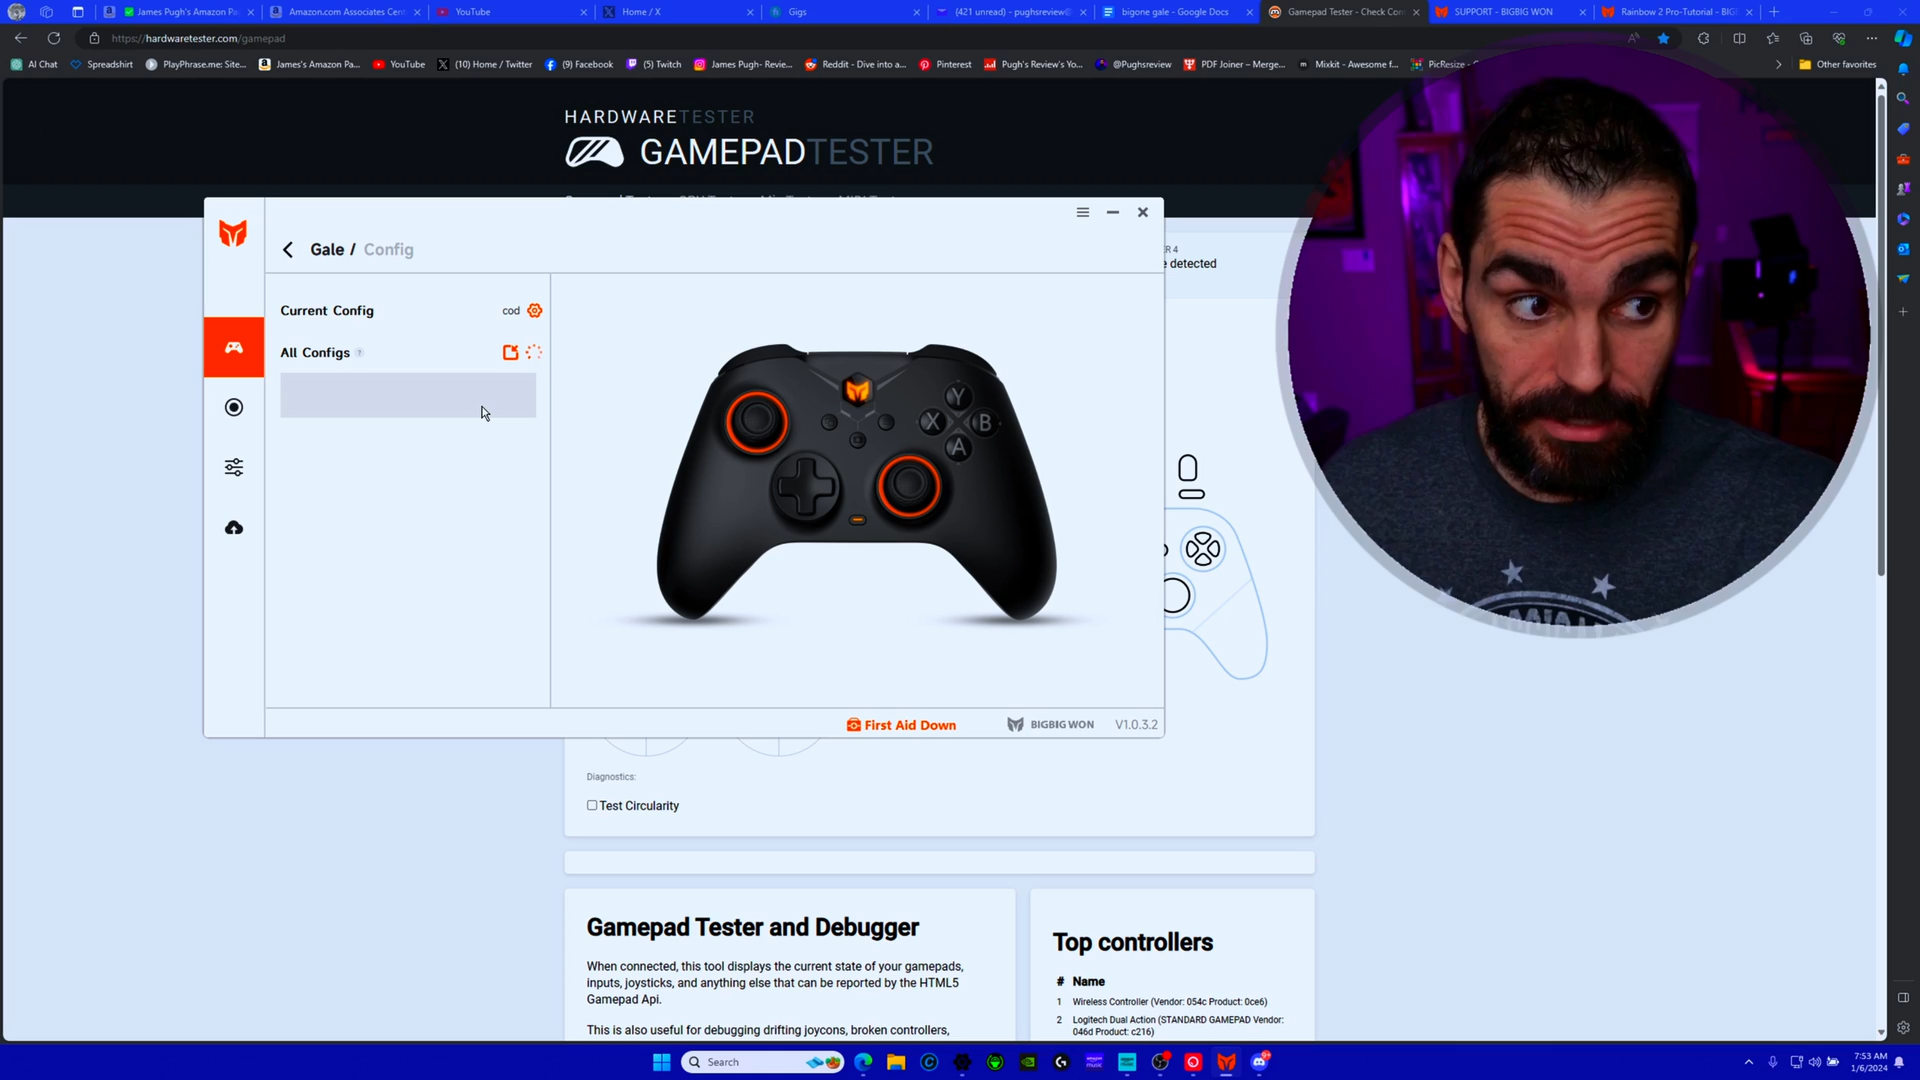 James Pugh's Amazon Pa
Amazon.com Associates Cen
YouTube
Home / X
Gigs
(421 unread) - pughsreview@
bigone gale - Google Docs
Gamepad Tester - Check Con
SUPPORT - BIGBIG WON
Rainbow 2 Pro-Tutorial - BIG
https://hardwaretester.com/gamepad
AI Chat
Spreadshirt
PlayPhrase.me: Site...
James's Amazon Pa...
YouTube
(10) Home / Twitter
(9) Facebook
(5) Twitch
James Pugh- Revie...
Reddit - Dive into a...
Pinterest
Pugh's Review's Yo...
@Pughsreview
PDF Joiner – Merge...
Mixkit - Awesome f...
PicResize -
Other favorites
HARDWARETESTER
GAMEPADTESTER
Gale / Config
R 4
e detected
Current Config
cod
All Configs
Y
X
B
A
First Aid Down
BIGBIG WON
V1.0.3.2
Diagnostics:
Test Circularity
Gamepad Tester and Debugger
When connected, this tool displays the current state of your gamepads,
inputs, joysticks, and anything else that can be reported by the HTML5
Gamepad Api.
This is also useful for debugging drifting joycons, broken controllers,
Top controllers
# Name
1 Wireless Controller (Vendor: 054c Product: 0ce6)
2 Logitech Dual Action (STANDARD GAMEPAD Vendor:
046d Product: c216)
Search
7:53 AM
1/6/2024